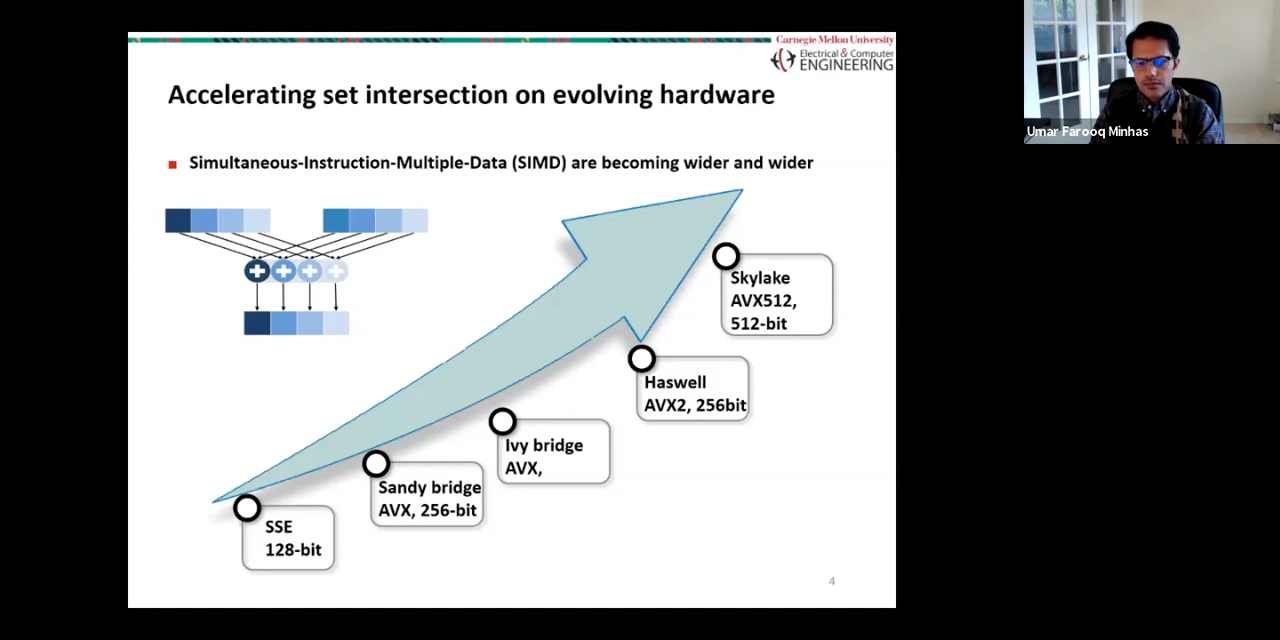 Carnegie Mellon University
Electrical & Computer
ENGINEERING
Umar Farooq Minhas
Accelerating set intersection on evolving hardware
Simultaneous-Instruction-Multiple-Data (SIMD) are becoming wider and wider
Skylake
AVX512,
512-bit
Haswell
AVX2, 256bit
Ivy bridge
AVX,
Sandy bridge
AVX, 256-bit
SSE
128-bit
4